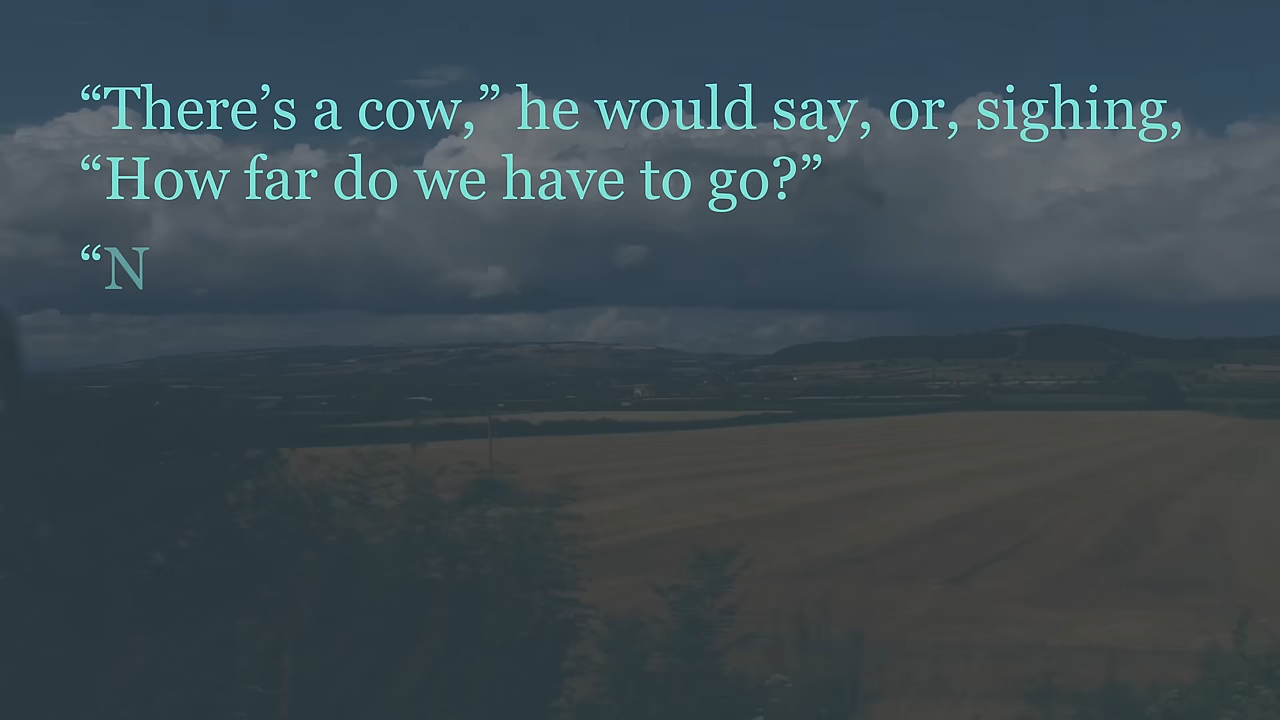 “There’s a cow,” he would say, or, sighing,
“How far do we have to go?”
“N